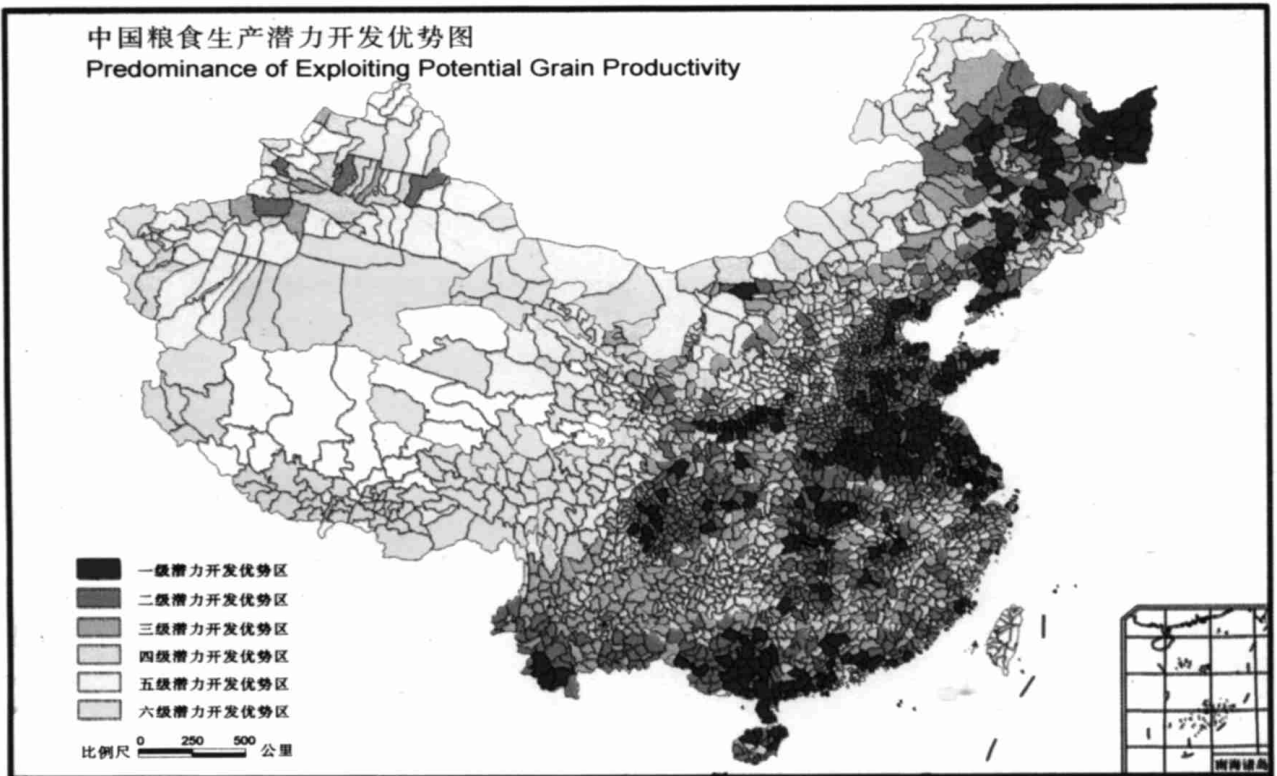 中国粮食生产潜力开发优势图
Predominance of Exploiting Potential Grain Productivity
一级潜力开发优势区
二级潜力开发优势区
三级潜力开发优势区
四级潜力开发优势区
五级潜力开发优势区
六级潜力开发优势区
比例尺 0 250 500 公里
南海诸岛